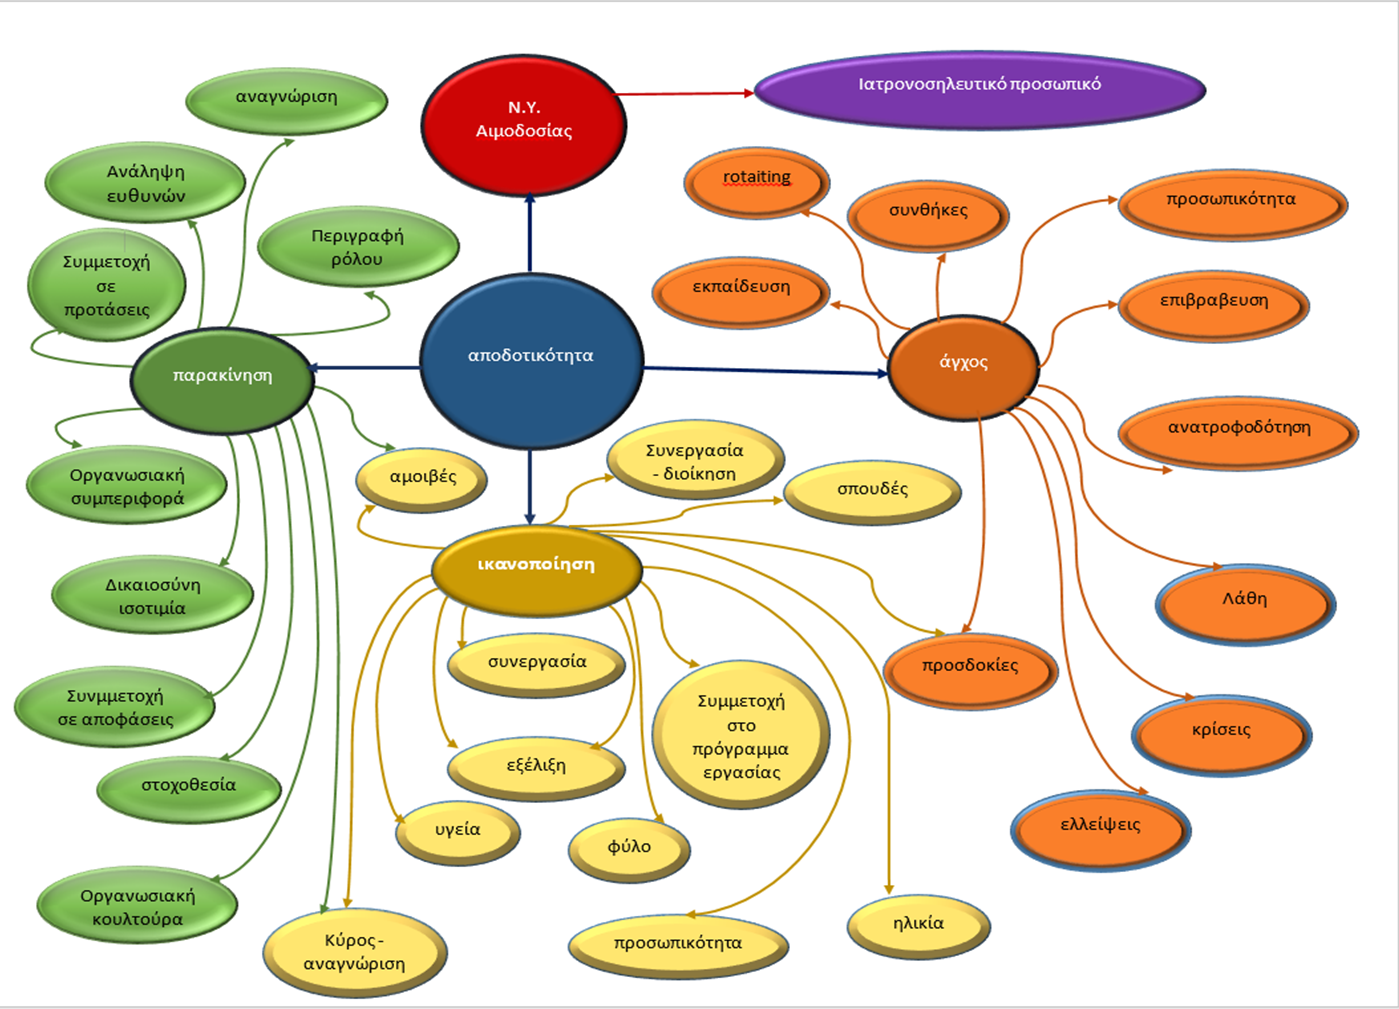 αναγνώριση
Ν.Υ.
Αιμοδοσίας
Ιατρονοσηλευτικό προσωπικό
Ανάληψη
ευθυνών
rotaiting
συνθήκες
προσωπικότητα
Περιγραφή
ρόλου
Συμμετοχή
σε
προτάσεις
εκπαίδευση
επιβραβευση
παρακίνηση
αποδοτικότητα
άγχος
ανατροφοδότηση
Οργανωσιακή
συμπεριφορά
αμοιβές
Συνεργασία
- διοίκηση
σπουδές
ικανοποίηση
Δικαιοσύνη
ισοτιμία
Λάθη
συνεργασία
προσδοκίες
Συνμμετοχή
σε αποφάσεις
Συμμετοχή
στο
πρόγραμμα
εργασίας
κρίσεις
εξέλιξη
στοχοθεσία
υγεία
φύλο
ελλείψεις
Οργανωσιακή
κουλτούρα
Κύρος -
αναγνώριση
προσωπικότητα
ηλικία